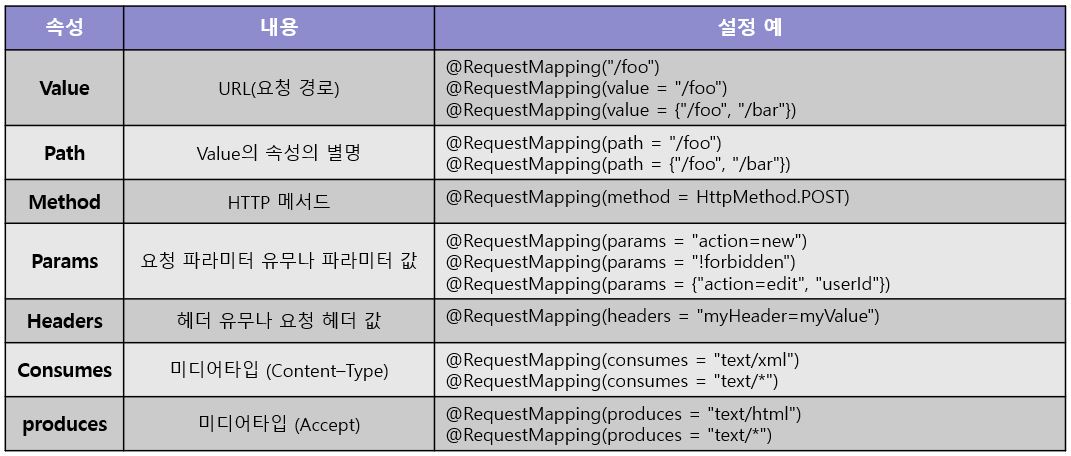 속성 내용 설정 예
Value URL(요청 경로) @RequestMapping("/foo")
@RequestMapping(value = "/foo")
@RequestMapping(value = {"/foo", "/bar"})
Path Value의 속성의 별명 @RequestMapping(path = "/foo")
@RequestMapping(path = {"/foo", "/bar"})
Method HTTP 메서드 @RequestMapping(method = HttpMethod.POST)
Params 요청 파라미터 유무나 파라미터 값 @RequestMapping(params = "action=new")
@RequestMapping(params = "!forbidden")
@RequestMapping(params = {"action=edit", "userId"})
Headers 헤더 유무나 요청 헤더 값 @RequestMapping(headers = "myHeader=myValue")
Consumes 미디어타입 (Content–Type) @RequestMapping(consumes = "text/xml")
@RequestMapping(consumes = "text/*")
produces 미디어타입 (Accept) @RequestMapping(produces = "text/html")
@RequestMapping(produces = "text/*")